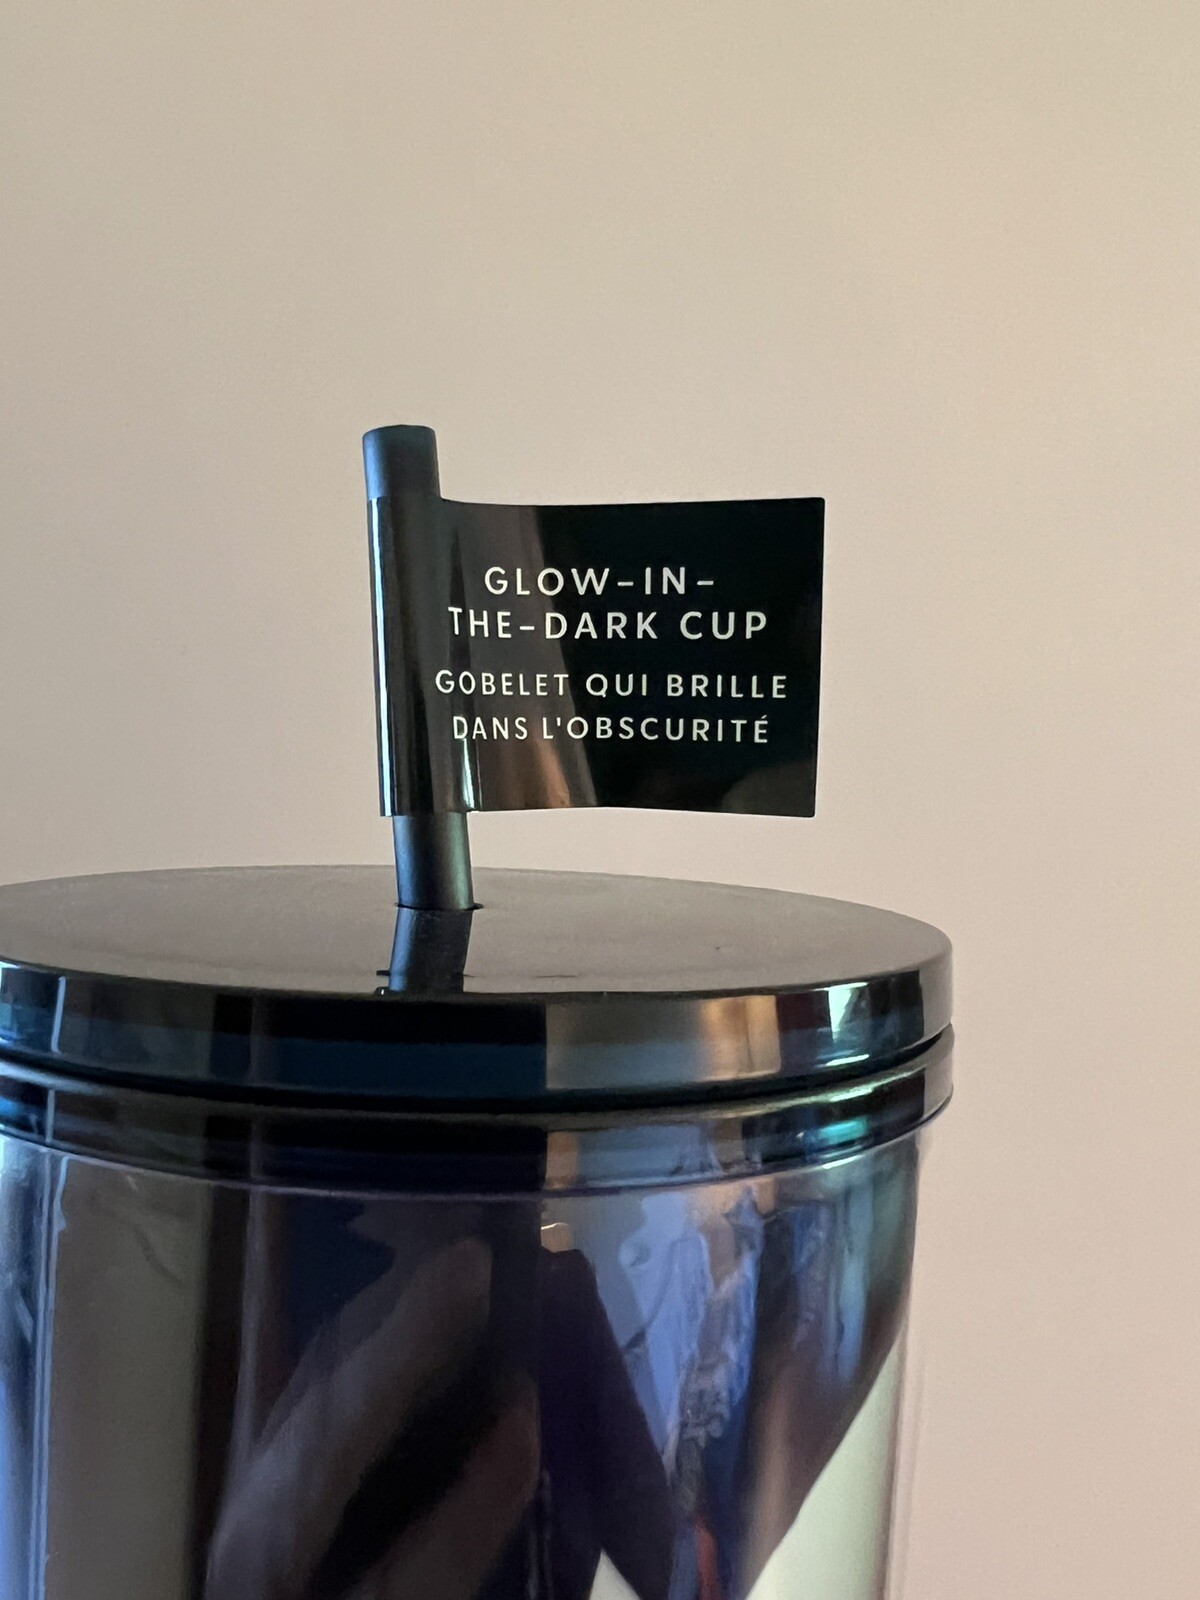 GLOW-IN-
THE-DARK CUP
GOBELET QUI BRILLE
DANS L'OBSCURITÉ